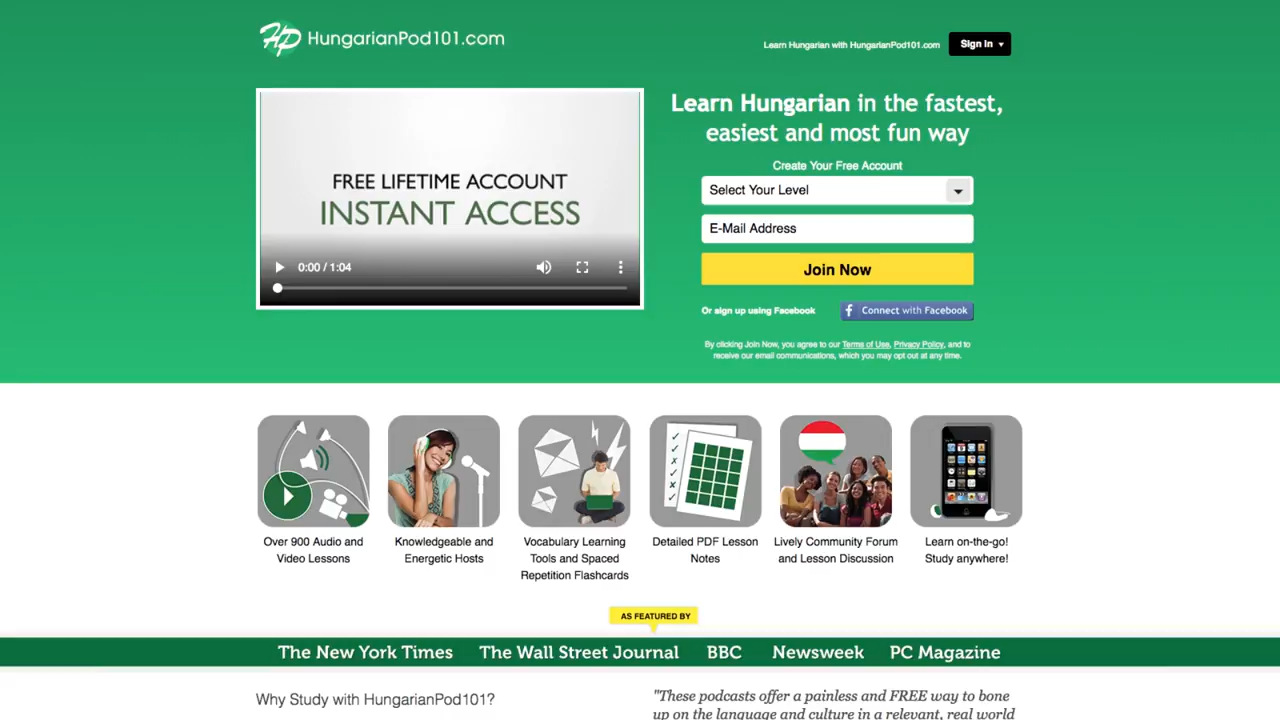 HP HungarianPod101.com
Learn Hungarian with HungarianPod101.com
Sign In
FREE LIFETIME ACCOUNT
INSTANT ACCESS
0:00 / 1:04
Learn Hungarian in the fastest,
easiest and most fun way
Create Your Free Account
Select Your Level
E-Mail Address
Join Now
Or sign up using Facebook
f Connect with Facebook
By clicking Join Now, you agree to our Terms of Use, Privacy Policy, and to
receive our email communications, which you may opt out at any time.
Over 900 Audio and
Video Lessons
Knowledgeable and
Energetic Hosts
Vocabulary Learning
Tools and Spaced
Repetition Flashcards
Detailed PDF Lesson
Notes
Lively Community Forum
and Lesson Discussion
Learn on-the-go!
Study anywhere!
AS FEATURED BY
The New York Times
The Wall Street Journal
BBC
Newsweek
PC Magazine
Why Study with HungarianPod101?
"These podcasts offer a painless and FREE way to bone
up on the language and culture in a relevant, real world